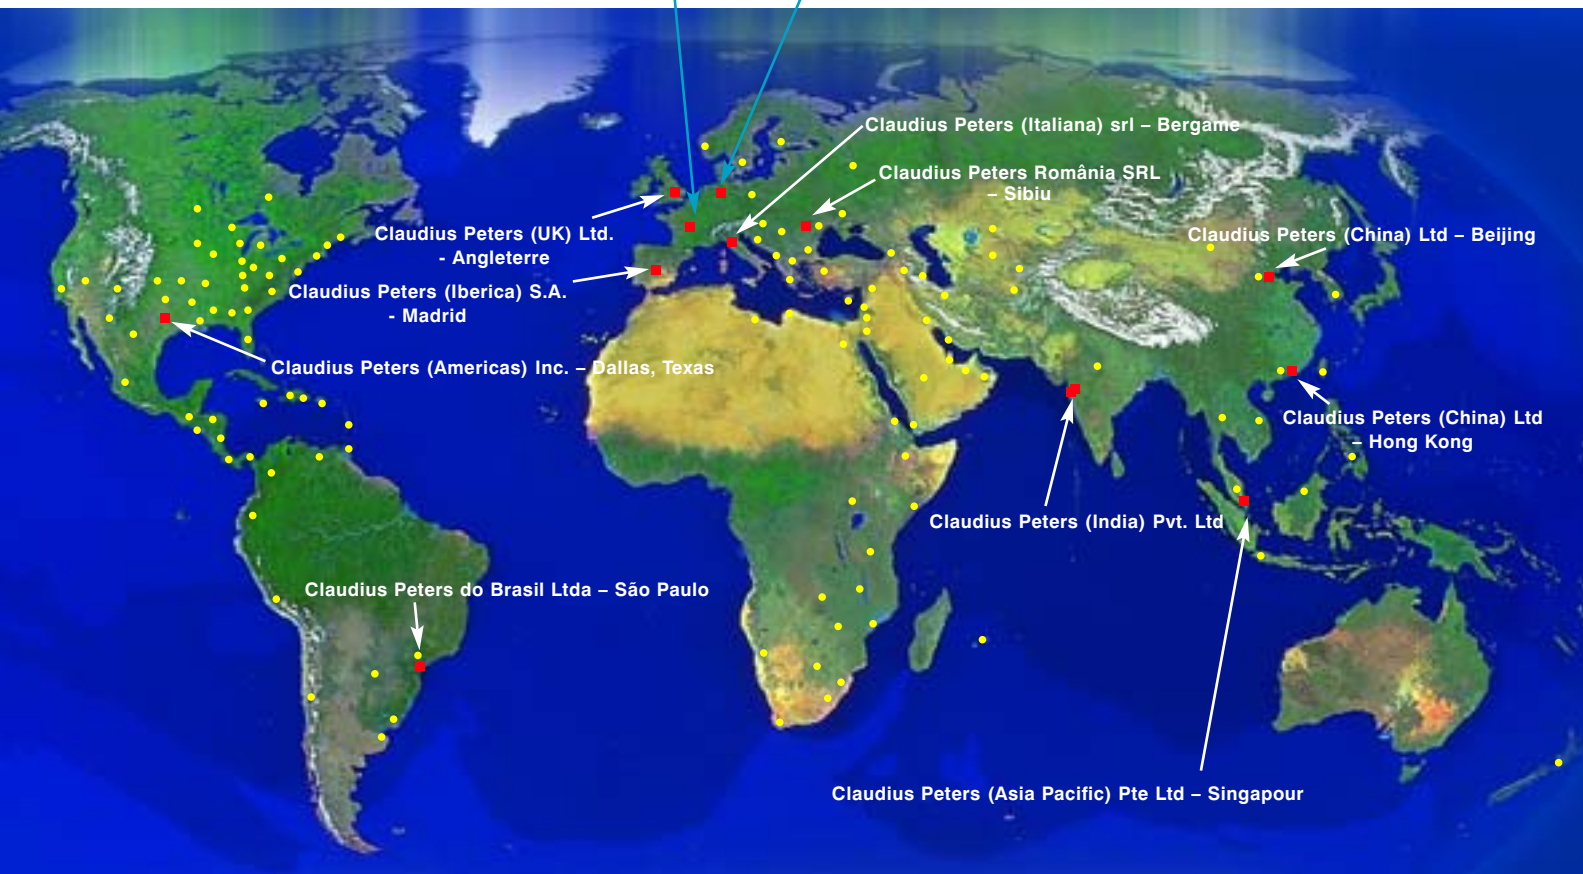 Claudius Peters (Italiana) srl – Bergame
Claudius Peters România SRL
– Sibiu
Claudius Peters (UK) Ltd.
- Angleterre
Claudius Peters (China) Ltd – Beijing
Claudius Peters (Iberica) S.A.
- Madrid
Claudius Peters (Americas) Inc. – Dallas, Texas
Claudius Peters (China) Ltd
– Hong Kong
Claudius Peters (India) Pvt. Ltd
Claudius Peters do Brasil Ltda – São Paulo
Claudius Peters (Asia Pacific) Pte Ltd – Singapour